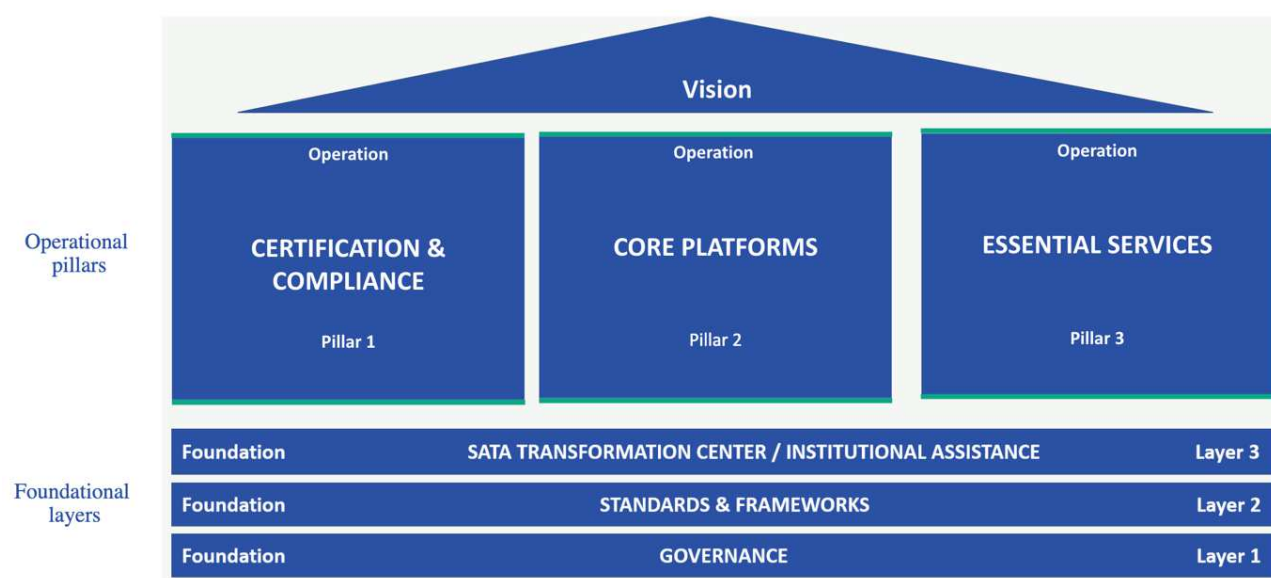 Vision
Operational
pillars
Operation
CERTIFICATION &
COMPLIANCE
Pillar 1
Operation
CORE PLATFORMS
Pillar 2
Operation
ESSENTIAL SERVICES
Pillar 3
Foundational
layers
Foundation SATA TRANSFORMATION CENTER / INSTITUTIONAL ASSISTANCE Layer 3
Foundation STANDARDS & FRAMEWORKS Layer 2
Foundation GOVERNANCE Layer 1